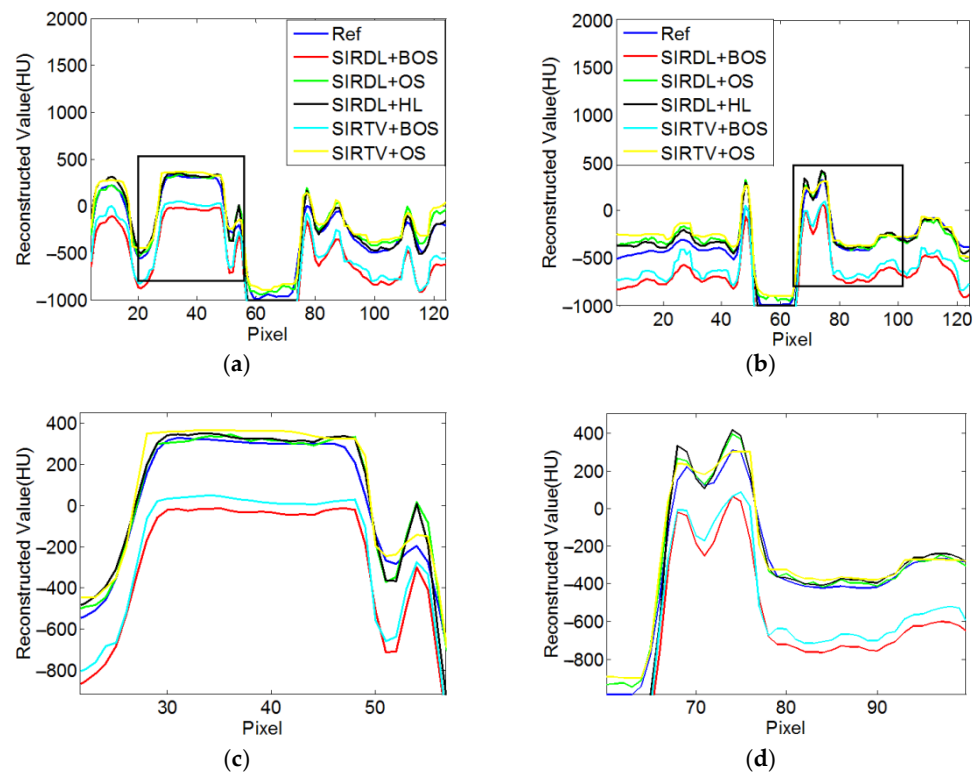 2000
1500
1000
500
0
−500
−1000
Reconstructed Value(HU)
Ref
SIRDL+BOS
SIRDL+OS
SIRDL+HL
SIRTV+BOS
SIRTV+OS
20 40 60 80 100 120
Pixel
(a)
2000
1500
1000
500
0
−500
−1000
Reconstructed Value(HU)
Ref
SIRDL+BOS
SIRDL+OS
SIRDL+HL
SIRTV+BOS
SIRTV+OS
20 40 60 80 100 120
Pixel
(b)
400
200
0
−200
−400
−600
−800
Reconstructed Value(HU)
30 40 50
Pixel
(c)
400
200
0
−200
−400
−600
−800
Reconstructed Value(HU)
70 80 90
Pixel
(d)